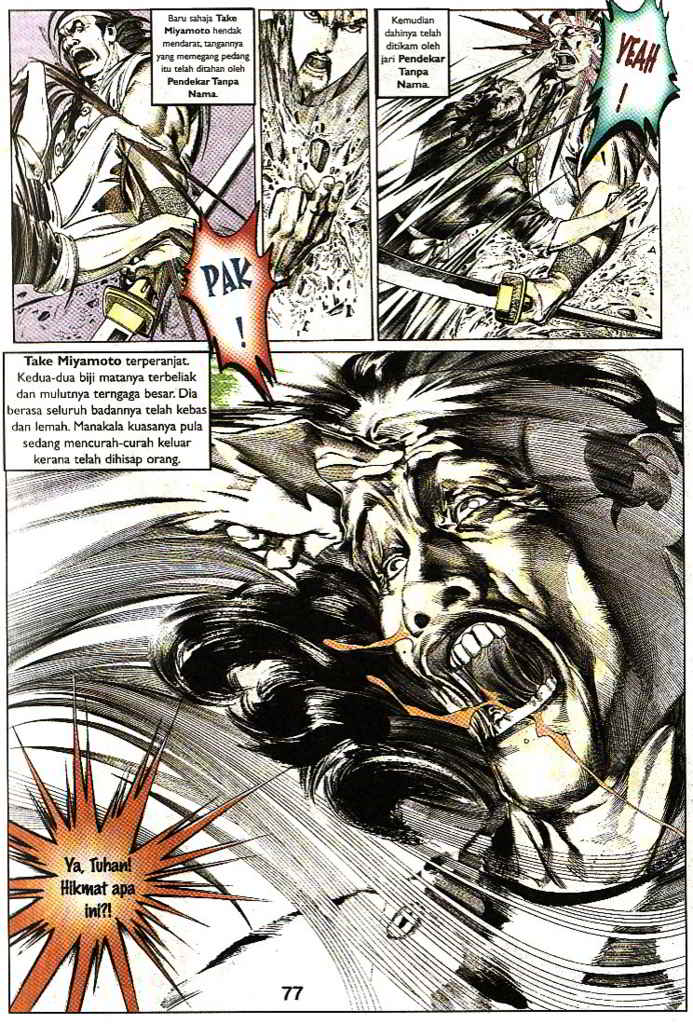 Baru sahaja Take
Miyamoto hendak
mendarat, tangannya
yang memegang pedang
itu telah ditahan oleh
Pendekar Tanpa
Nama.
Kemudian
dahinya telah
ditikam oleh
jari Pendekar
Tanpa
Nama.
YEAH
!
PAK
!
Take Miyamoto terperanjat.
Kedua-dua biji matanya terbeliak
dan mulutnya ternganga besar. Dia
berasa seluruh badannya telah kebas
dan lemah. Manakala kuasanya pula
sedang mencurah-curah keluar
kerana telah dihisap orang.
Ya, Tuhan!
Hikmat apa
ini?!
77